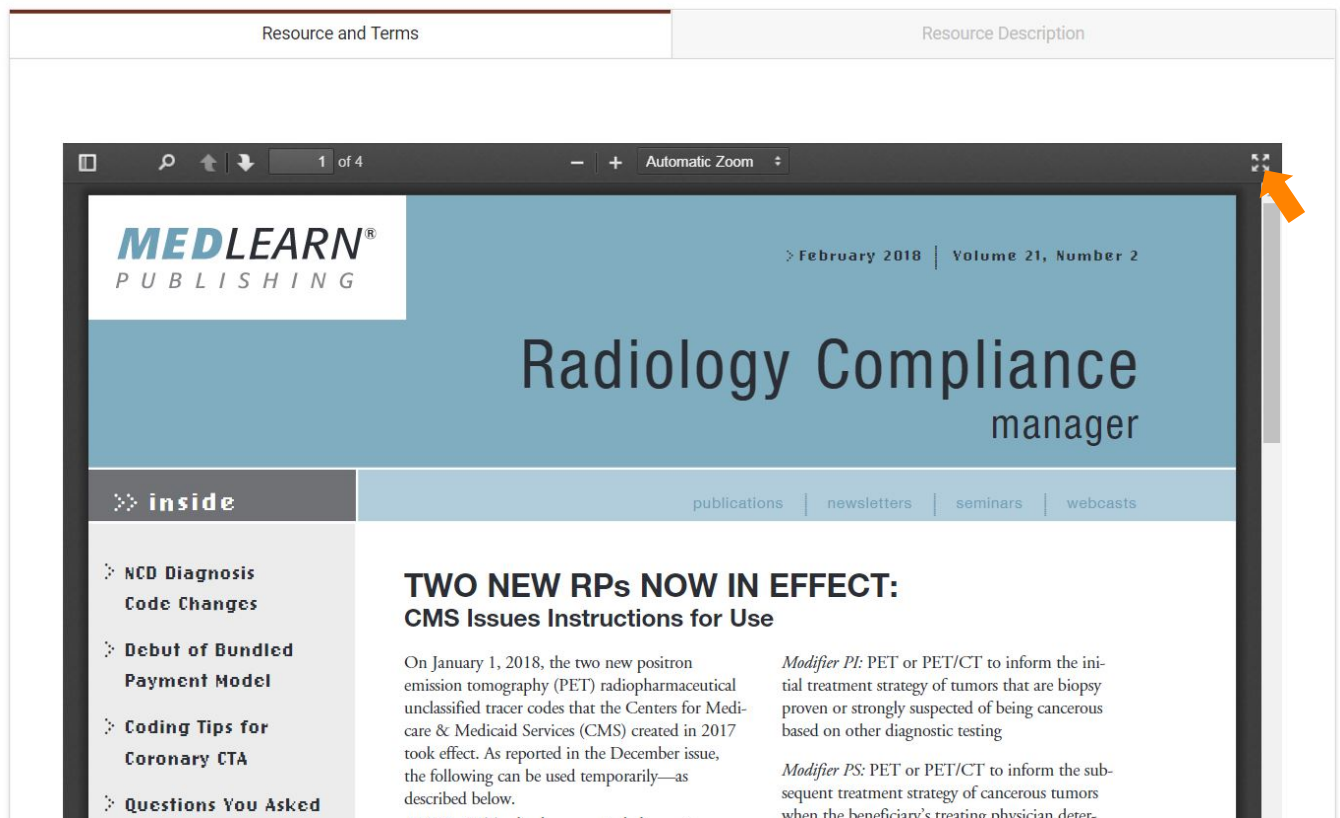 Resource and Terms
Resource Description
1 of 4
Automatic Zoom
MEDLEARN®
PUBLISHING
> February 2018 | Volume 21, Number 2
Radiology Compliance
manager
>> inside
publications | newsletters | seminars | webcasts
> NCD Diagnosis
Code Changes
> Debut of Bundled
Payment Model
> Coding Tips for
Coronary CTA
> Questions You Asked
TWO NEW RPs NOW IN EFFECT:
CMS Issues Instructions for Use
On January 1, 2018, the two new positron
emission tomography (PET) radiopharmaceutical
unclassified tracer codes that the Centers for Medi-
care & Medicaid Services (CMS) created in 2017
took effect. As reported in the December issue,
the following can be used temporarily—as
described below.
Modifier PI: PET or PET/CT to inform the ini-
tial treatment strategy of tumors that are biopsy
proven or strongly suspected of being cancerous
based on other diagnostic testing
Modifier PS: PET or PET/CT to inform the sub-
sequent treatment strategy of cancerous tumors
when the beneficiary's treating physician deter-